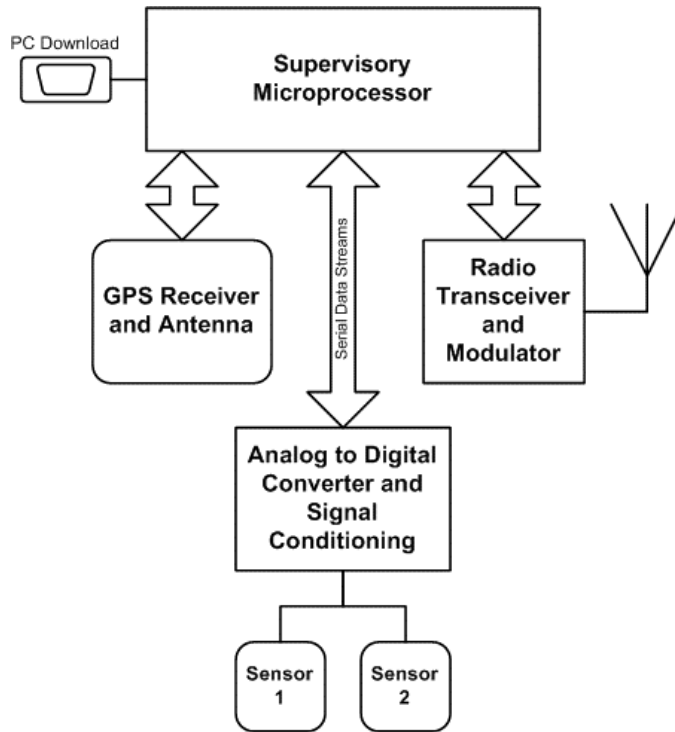 PC Download
Supervisory
Microprocessor
GPS Receiver
and Antenna
Serial Data Streams
Radio
Transceiver
and
Modulator
Analog to Digital
Converter and
Signal
Conditioning
Sensor
1
Sensor
2